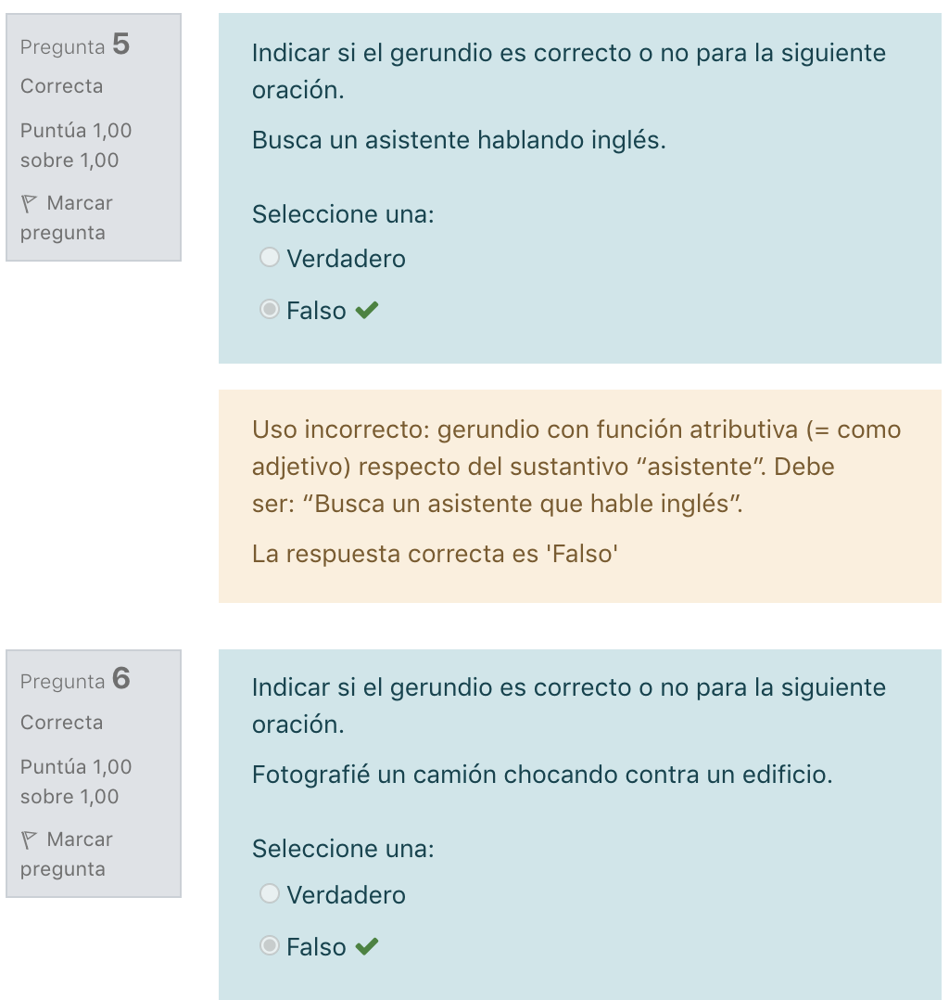 Pregunta 5
Correcta
Puntúa 1,00
sobre 1,00
Marcar
pregunta
Indicar si el gerundio es correcto o no para la siguiente
oración.
Busca un asistente hablando inglés.
Seleccione una:
Verdadero
Falso
Uso incorrecto: gerundio con función atributiva (= como
adjetivo) respecto del sustantivo “asistente”. Debe
ser: “Busca un asistente que hable inglés”.
La respuesta correcta es 'Falso'
Pregunta 6
Correcta
Puntúa 1,00
sobre 1,00
Marcar
pregunta
Indicar si el gerundio es correcto o no para la siguiente
oración.
Fotografié un camión chocando contra un edificio.
Seleccione una:
Verdadero
Falso